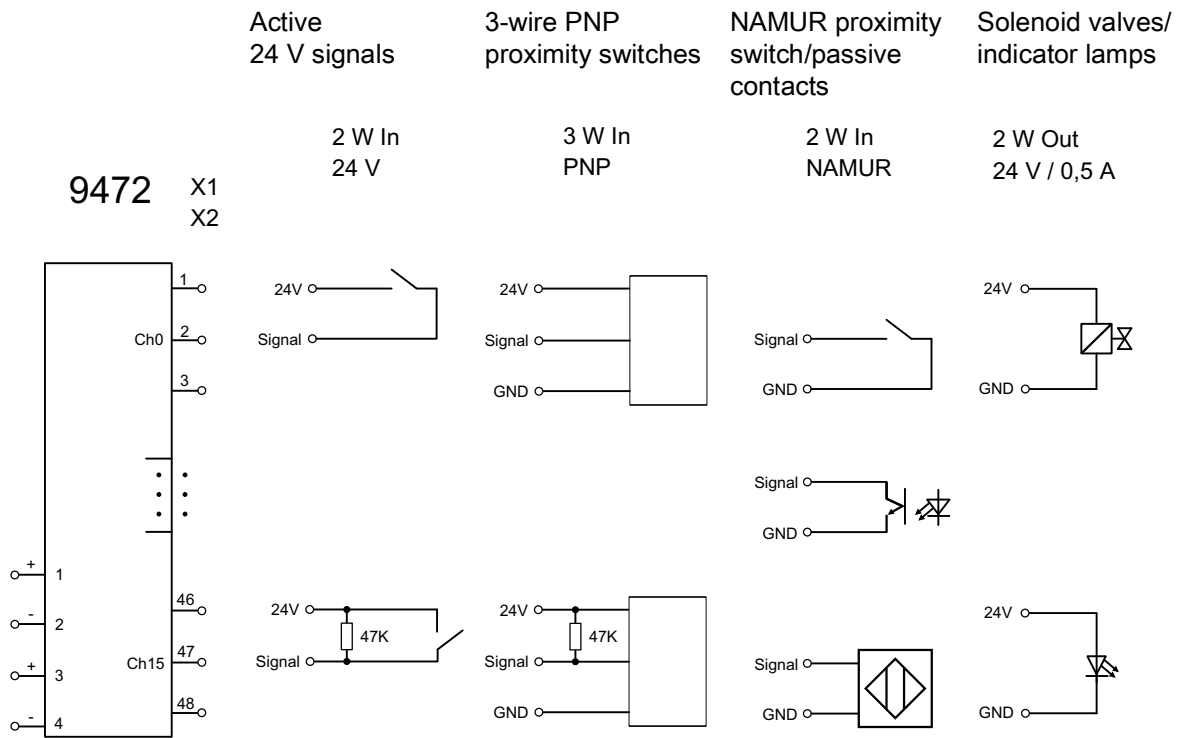 Active
24 V signals
3-wire PNP
proximity switches
NAMUR proximity
switch/passive
contacts
Solenoid valves/
indicator lamps
2 W In
24 V
3 W In
PNP
2 W In
NAMUR
2 W Out
24 V / 0,5 A
9472
X1
X2
1
Ch0
2
3
+
1
-
2
+
3
-
4
46
Ch15
47
48
24V
Signal
24V
Signal
GND
Signal
GND
24V
GND
Signal
GND
24V
47K
Signal
24V
47K
Signal
GND
Signal
GND
24V
GND